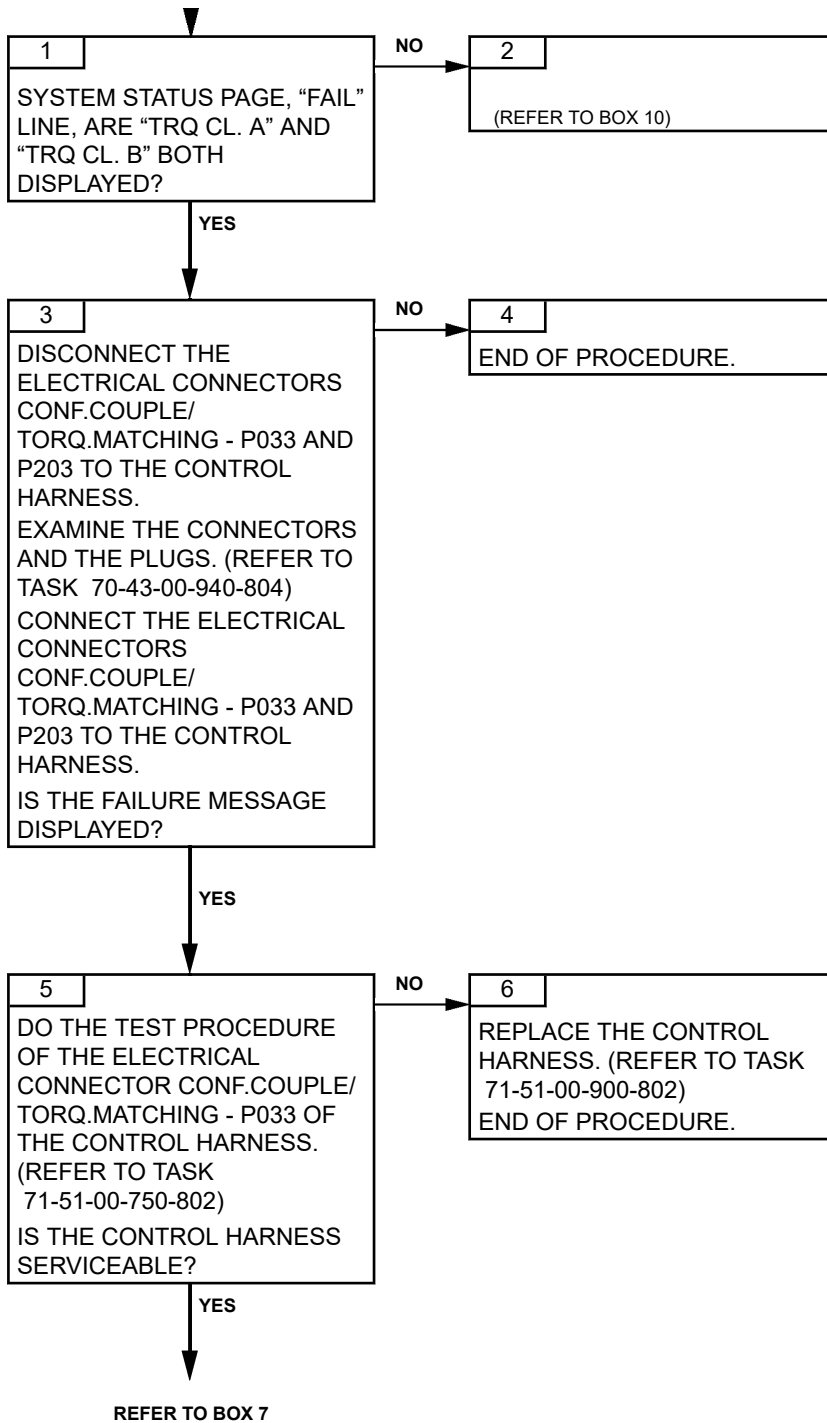 1
SYSTEM STATUS PAGE, “FAIL”
LINE, ARE “TRQ CL. A” AND
“TRQ CL. B” BOTH
DISPLAYED?
NO
2
(REFER TO BOX 10)
YES
3
DISCONNECT THE
ELECTRICAL CONNECTORS
CONF.COUPLE/
TORQ.MATCHING - P033 AND
P203 TO THE CONTROL
HARNESS.
EXAMINE THE CONNECTORS
AND THE PLUGS. (REFER TO
TASK 70-43-00-940-804)
CONNECT THE ELECTRICAL
CONNECTORS
CONF.COUPLE/
TORQ.MATCHING - P033 AND
P203 TO THE CONTROL
HARNESS.
IS THE FAILURE MESSAGE
DISPLAYED?
NO
4
END OF PROCEDURE.
YES
5
DO THE TEST PROCEDURE
OF THE ELECTRICAL
CONNECTOR CONF.COUPLE/
TORQ.MATCHING - P033 OF
THE CONTROL HARNESS.
(REFER TO TASK
71-51-00-750-802)
IS THE CONTROL HARNESS
SERVICEABLE?
NO
6
REPLACE THE CONTROL
HARNESS. (REFER TO TASK
71-51-00-900-802)
END OF PROCEDURE.
YES
REFER TO BOX 7